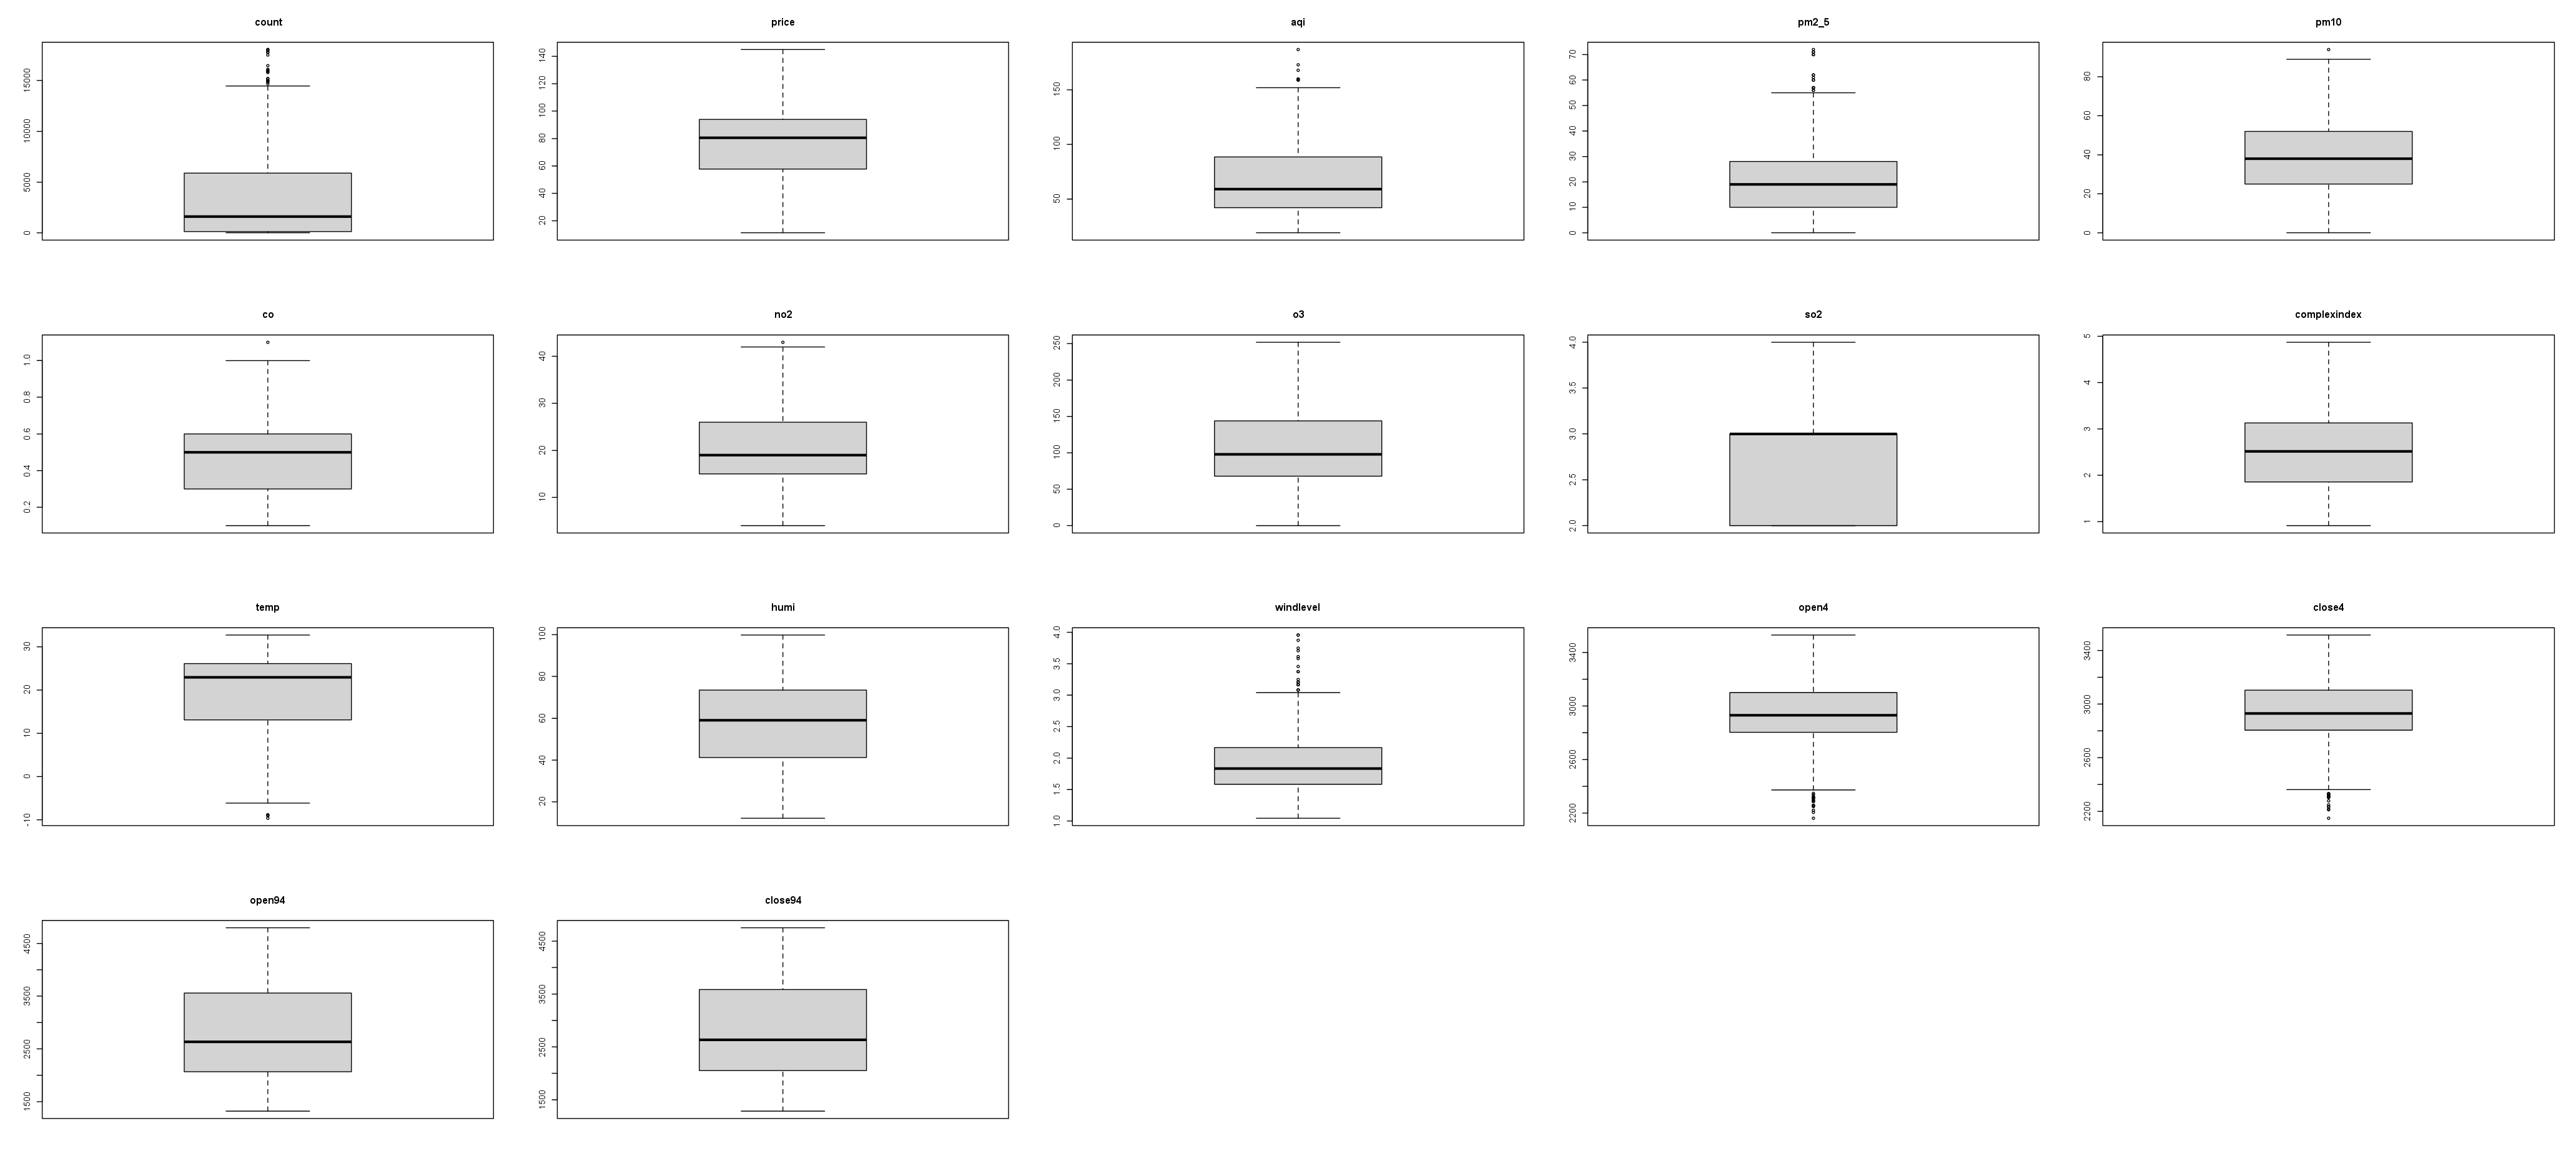 count price aqi pm2_5 pm10
0 5000 10000 15000
20 40 60 80 100 120 140
50 100 150
0 10 20 30 40 50 60 70
0 20 40 60 80
co no2 o3 so2 complexindex
0.2 0.4 0.6 0.8 1.0
10 20 30 40
0 50 100 150 200 250
2.0 2.5 3.0 3.5 4.0
1 2 3 4 5
temp humi windlevel open4 close4
-10 0 10 20 30
20 40 60 80 100
1.0 1.5 2.0 2.5 3.0 3.5 4.0
2200 2600 3000 3400
2200 2600 3000 3400
open94 close94
1500 2500 3500 4500
1500 2500 3500 4500